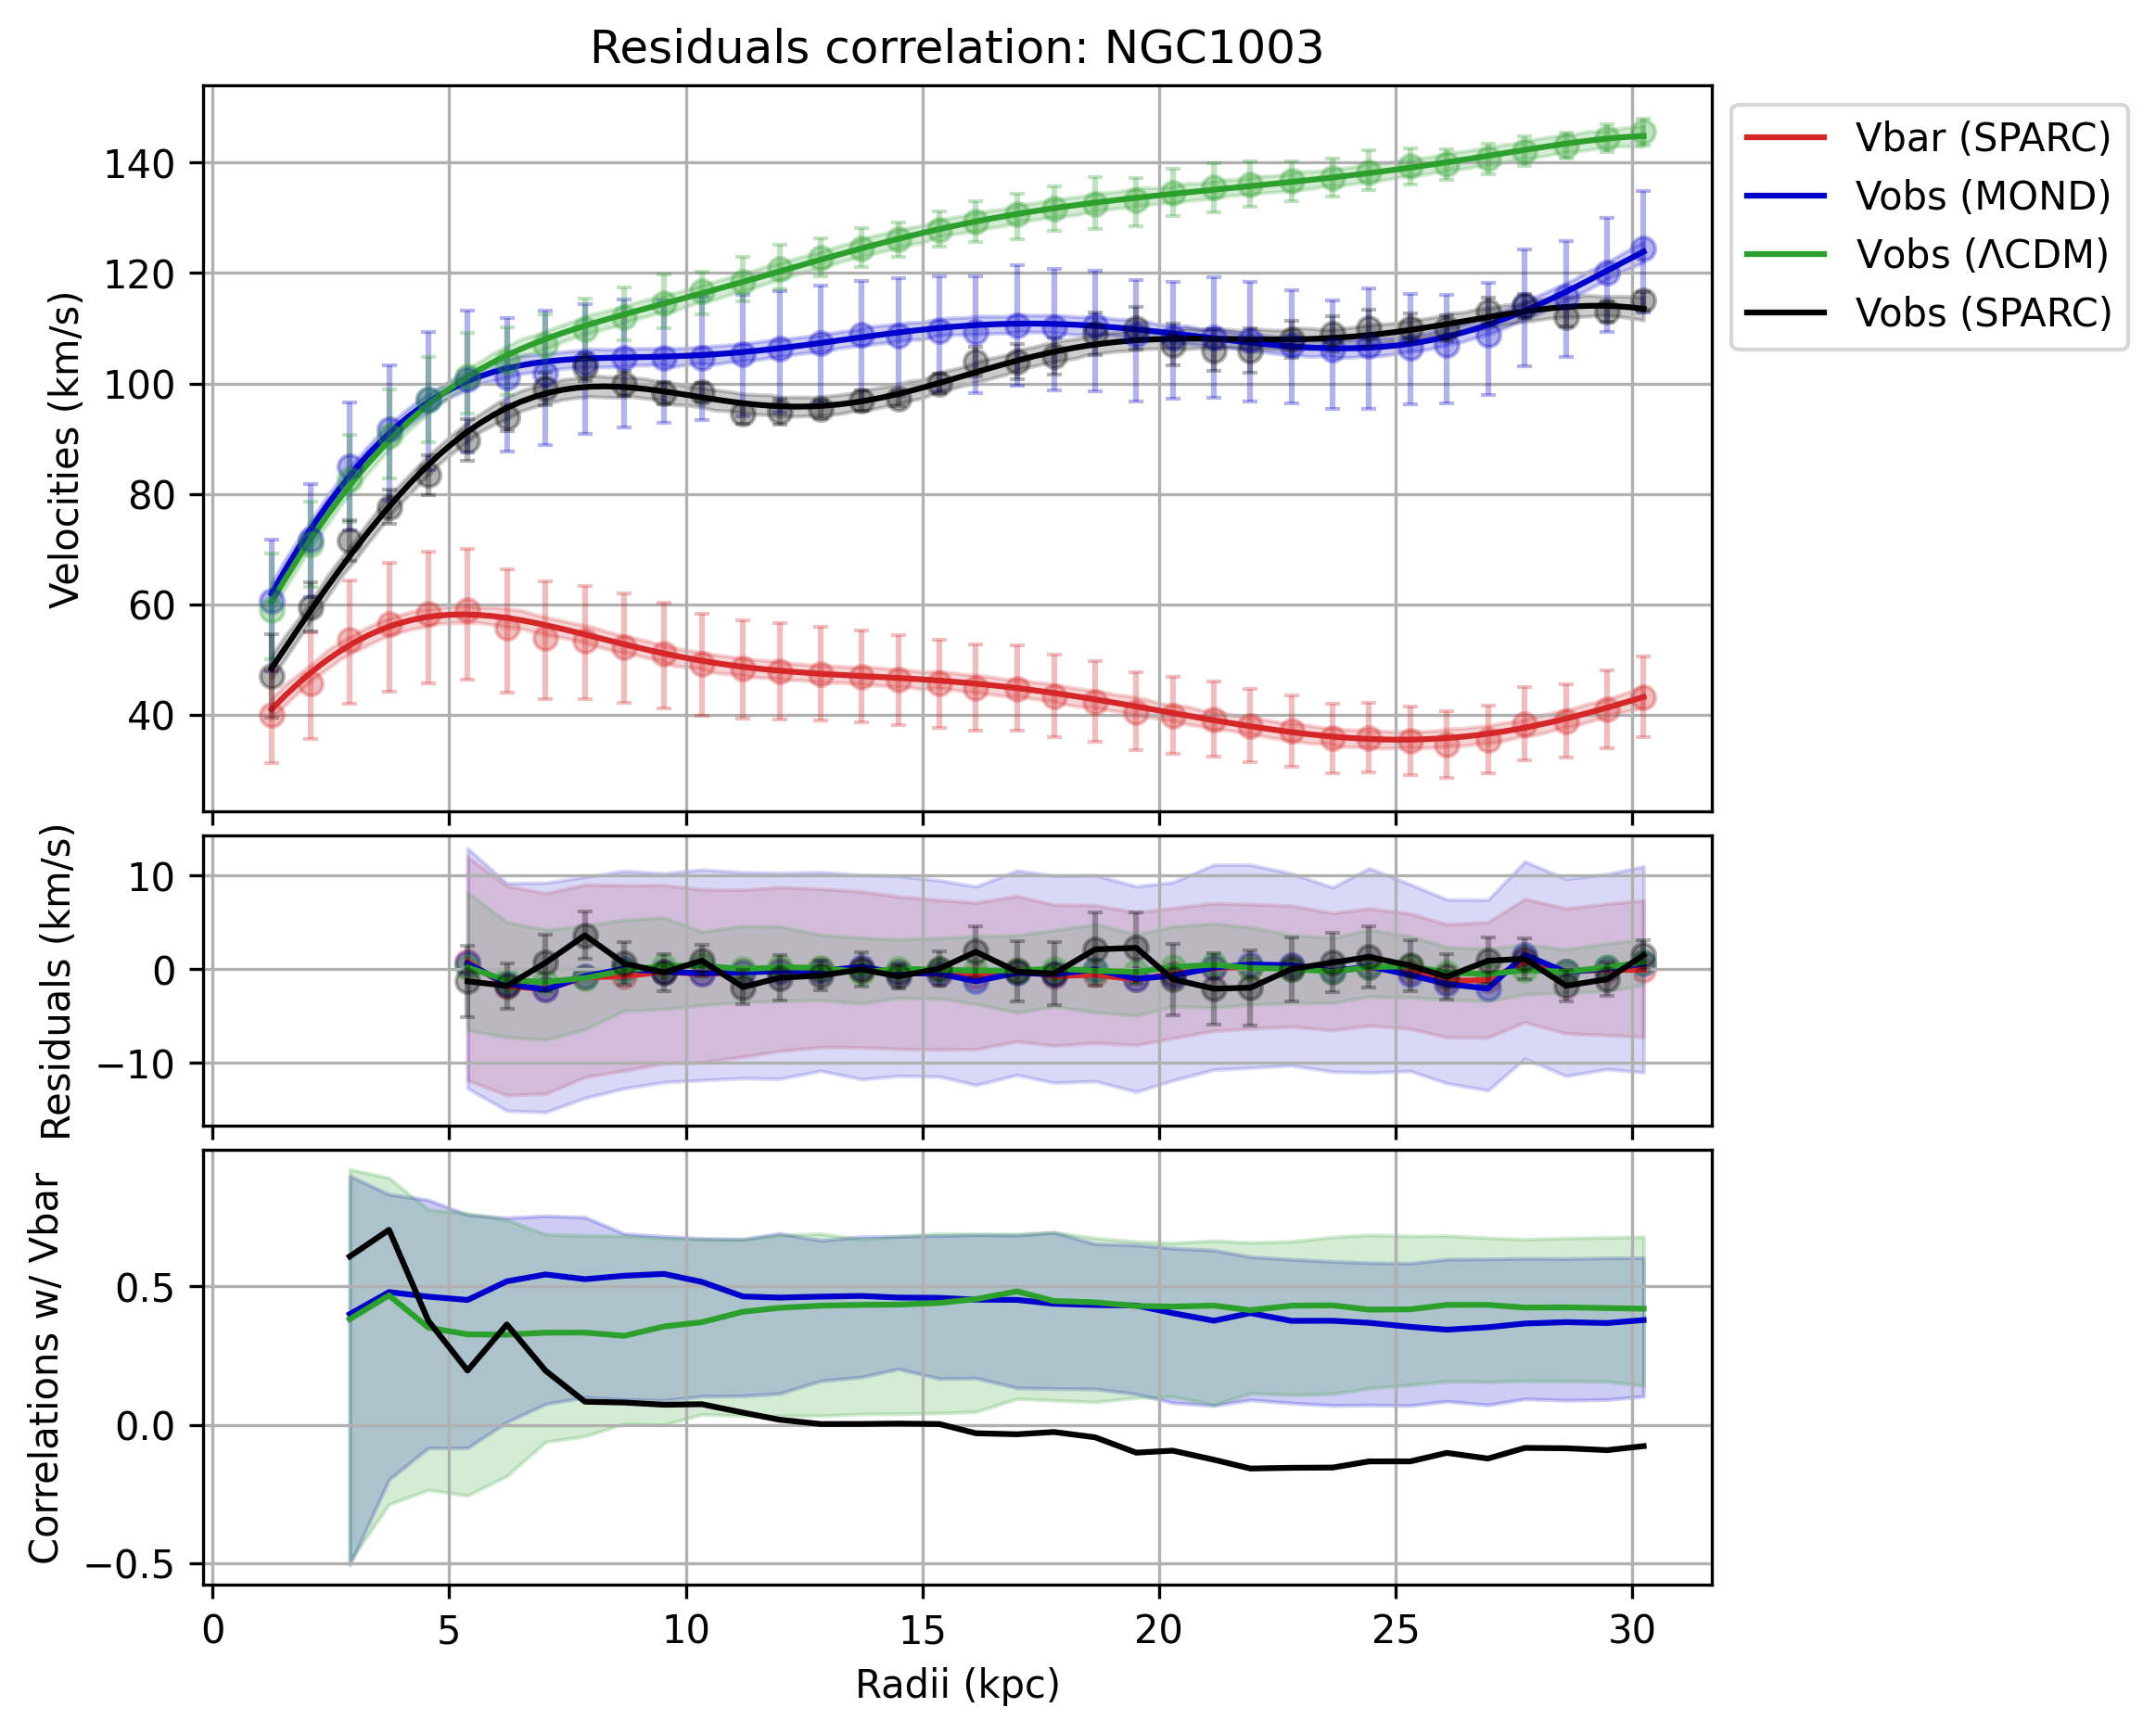 Residuals correlation: NGC1003
Velocities (km/s)
140
120
100
80
60
40
Vbar (SPARC)
Vobs (MOND)
Vobs (ΛCDM)
Vobs (SPARC)
Residuals (km/s)
10
0
−10
Correlations w/ Vbar
0.5
0.0
−0.5
0 5 10 15 20 25 30
Radii (kpc)